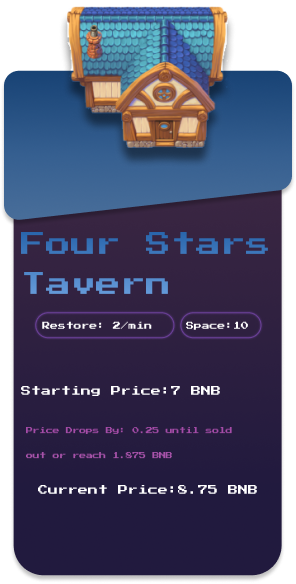 Four Stars
Tavern
Restore: 2/min Space:10
Starting Price:7 BNB
Price Drops By: 0.25 until sold
out or reach 1.875 BNB
Current Price:8.75 BNB